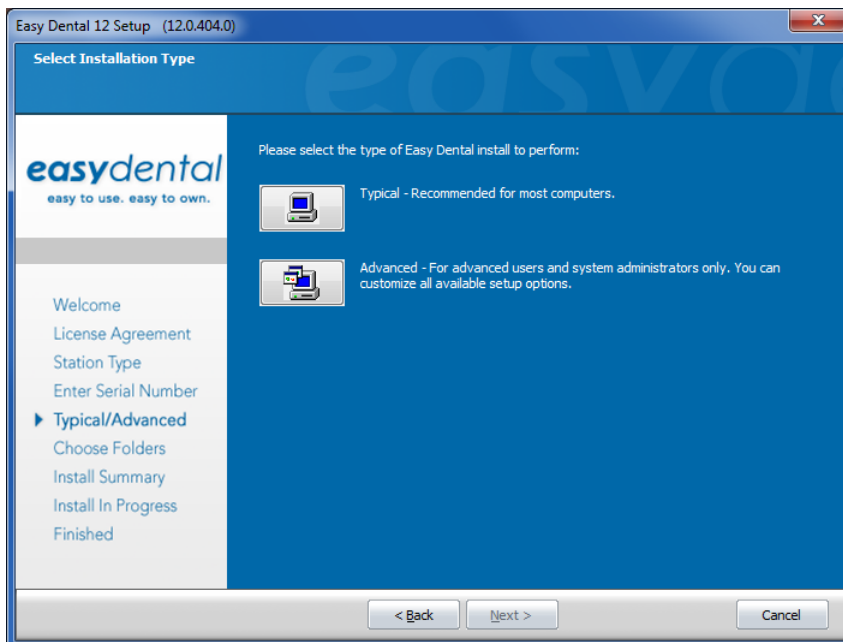 Easy Dental 12 Setup (12.0.404.0)
Select Installation Type
easydental
easy to use. easy to own.
Welcome
License Agreement
Station Type
Enter Serial Number
Typical/Advanced
Choose Folders
Install Summary
Install In Progress
Finished
Please select the type of Easy Dental install to perform:
Typical - Recommended for most computers.
Advanced - For advanced users and system administrators only. You can
customize all available setup options.
< Back
Next >
Cancel